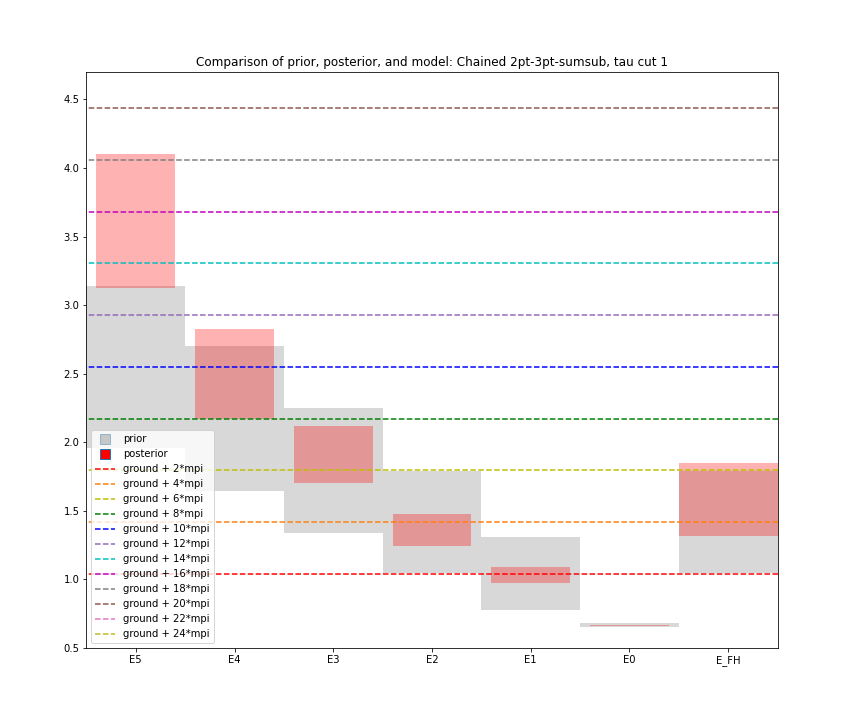 Comparison of prior, posterior, and model: Chained 2pt-3pt-sumsub, tau cut 1
4.5
4.0
3.5
3.0
2.5
2.0
1.5
1.0
0.5
prior
posterior
ground + 2*mpi
ground + 4*mpi
ground + 6*mpi
ground + 8*mpi
ground + 10*mpi
ground + 12*mpi
ground + 14*mpi
ground + 16*mpi
ground + 18*mpi
ground + 20*mpi
ground + 22*mpi
ground + 24*mpi
E5 E4 E3 E2 E1 E0 E_FH